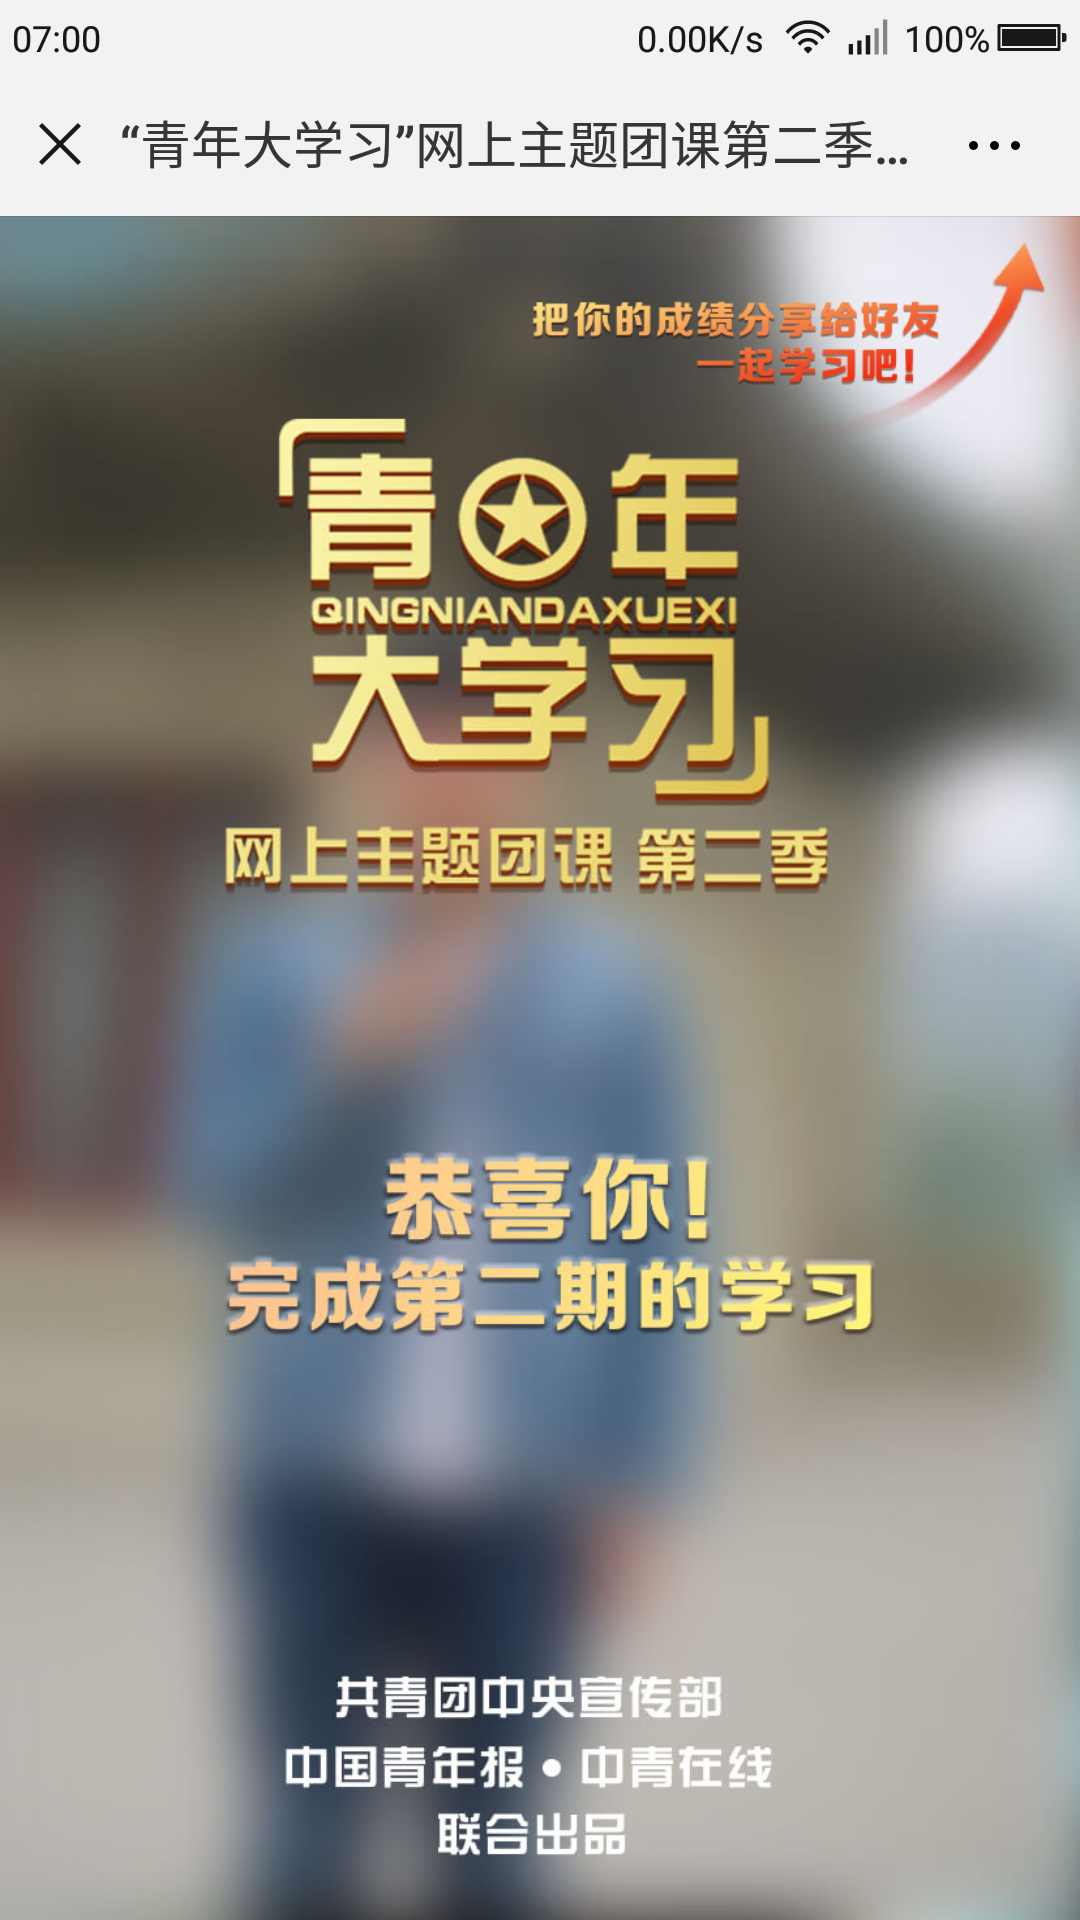 07:00 0.00K/s 100%
“青年大学习”网上主题团课第二季...
把你的成绩分享给好友
一起学习吧!
青年
QINGNIANDAXUEXI
大学习
网上主题团课 第二季
恭喜你!
完成第二期的学习
共青团中央宣传部
中国青年报•中青在线
联合出品